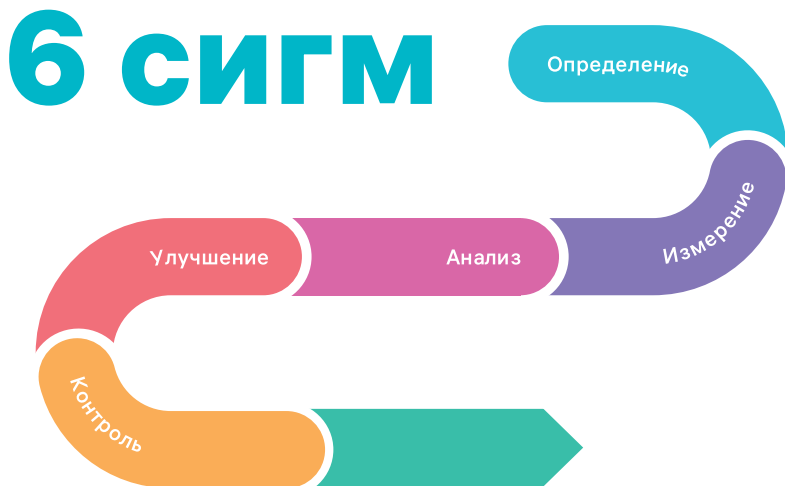 6 сигм
Определение
Измерение
Анализ
Улучшение
Контроль